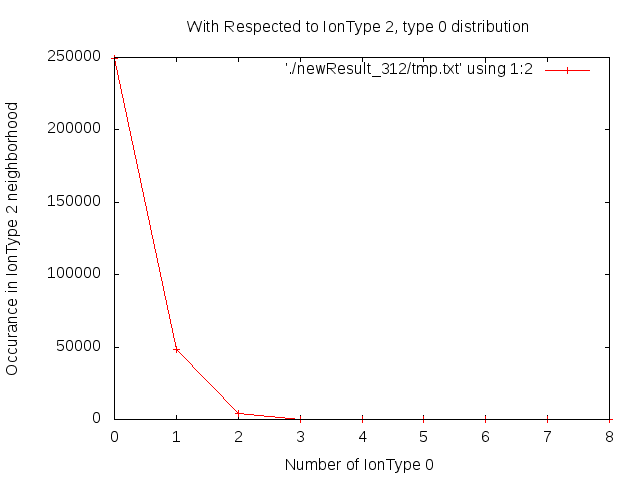 With Respected to IonType 2, type 0 distribution
'./newResult_312/tmp.txt' using 1:2
Occurance in IonType 2 neighborhood
250000
200000
150000
100000
50000
0
0 1 2 3 4 5 6 7 8
Number of IonType 0